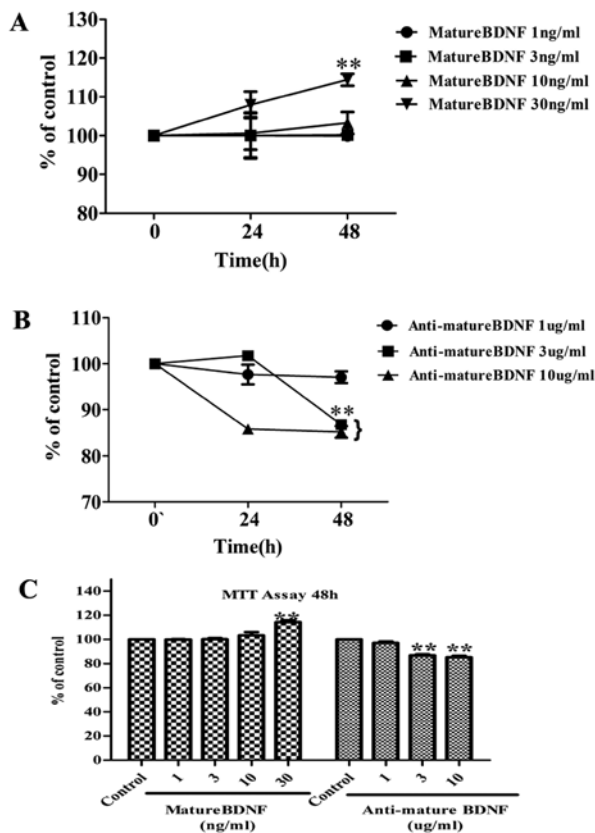 A
130
120
110
100
90
80
% of control
0 24 48
Time(h)
**
MatureBDNF 1ng/ml
MatureBDNF 3ng/ml
MatureBDNF 10ng/ml
MatureBDNF 30ng/ml
B
110
100
90
80
70
% of control
0` 24 48
Time(h)
**
}
Anti-matureBDNF 1ug/ml
Anti-matureBDNF 3ug/ml
Anti-matureBDNF 10ug/ml
C
MTT Assay 48h
140
120
100
80
60
40
20
0
% of control
** ** **
Control 1 3 10 30 Control 1 3 10
MatureBDNF
(ng/ml)
Anti-mature BDNF
(ug/ml)